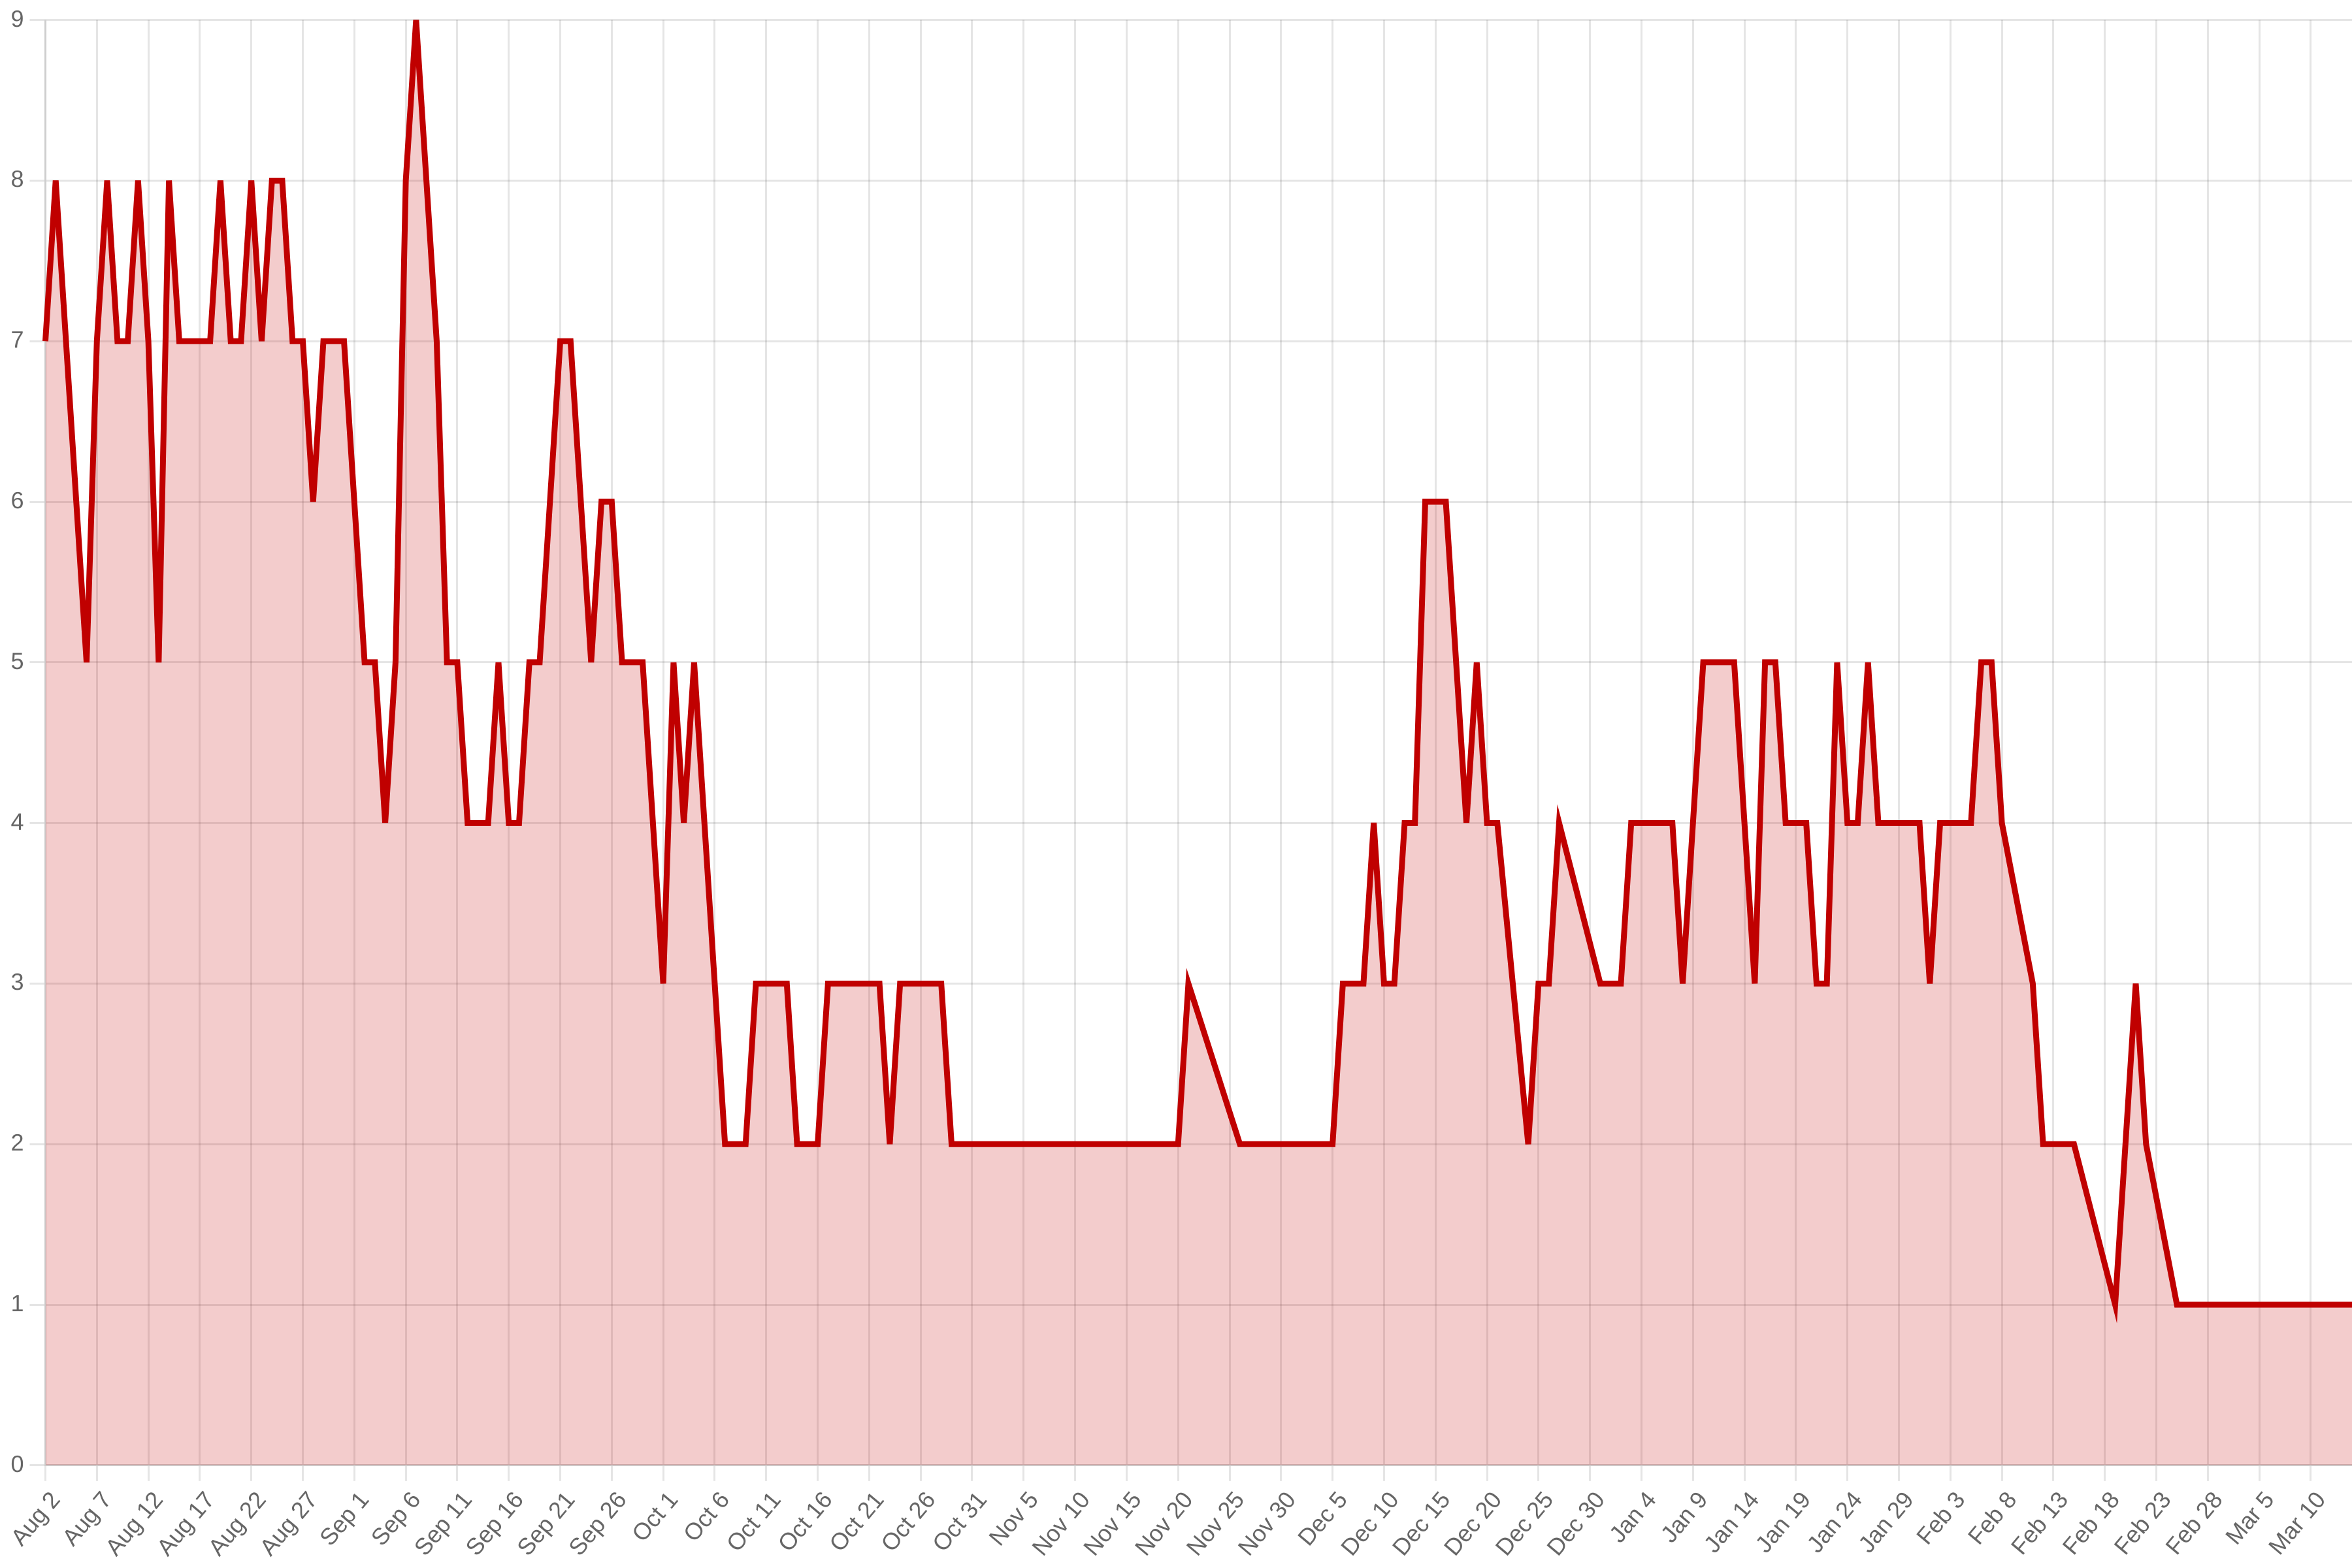 9
8
7
6
5
4
3
2
1
0
Aug 2
Aug 7
Aug 12
Aug 17
Aug 22
Aug 27
Sep 1
Sep 6
Sep 11
Sep 16
Sep 21
Sep 26
Oct 1
Oct 6
Oct 11
Oct 16
Oct 21
Oct 26
Oct 31
Nov 5
Nov 10
Nov 15
Nov 20
Nov 25
Nov 30
Dec 5
Dec 10
Dec 15
Dec 20
Dec 25
Dec 30
Jan 4
Jan 9
Jan 14
Jan 19
Jan 24
Jan 29
Feb 3
Feb 8
Feb 13
Feb 18
Feb 23
Feb 28
Mar 5
Mar 10